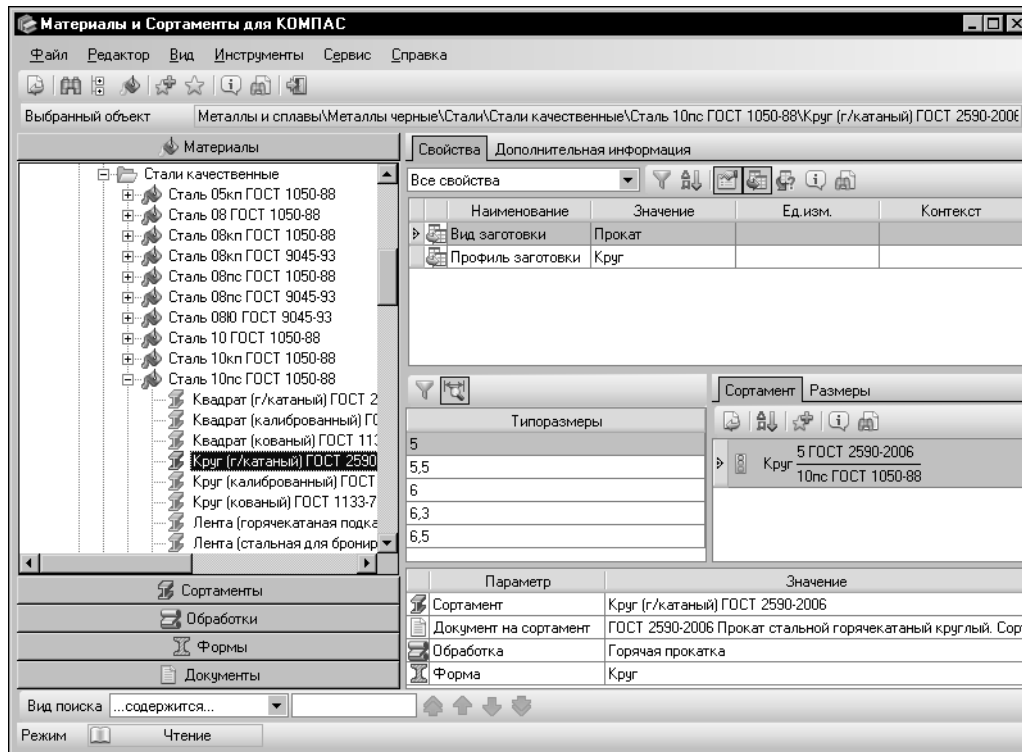 Материалы и Сортаменты для КОМПАС
Файл Редактор Вид Инструменты Сервис Справка
Выбранный объект Металлы и сплавы\Металлы черные\Стали\Стали качественные\Сталь 10пс ГОСТ 1050-88\Круг (г/катаный) ГОСТ 2590-2006
Материалы
Стали качественные
Сталь 05кп ГОСТ 1050-88
Сталь 08 ГОСТ 1050-88
Сталь 08кп ГОСТ 1050-88
Сталь 08кп ГОСТ 9045-93
Сталь 08пс ГОСТ 1050-88
Сталь 08пс ГОСТ 9045-93
Сталь 08Ю ГОСТ 9045-93
Сталь 10 ГОСТ 1050-88
Сталь 10кп ГОСТ 1050-88
Сталь 10пс ГОСТ 1050-88
Квадрат (г/катаный) ГОСТ 2
Квадрат (калиброванный) ГО
Квадрат (кованый) ГОСТ 113
Круг (г/катаный) ГОСТ 2590
Круг (калиброванный) ГОСТ
Круг (кованый) ГОСТ 1133-7
Лента (горячекатаная подка
Лента (стальная для бронир
Сортаменты
Обработки
Формы
Документы
Свойства Дополнительная информация
Все свойства
Наименование Значение Ед.изм. Контекст
Вид заготовки Прокат
Профиль заготовки Круг
Типоразмеры
5
5,5
6
6,3
6,5
Сортамент Размеры
5 ГОСТ 2590-2006
Круг
10пс ГОСТ 1050-88
Параметр Значение
Сортамент Круг (г/катаный) ГОСТ 2590-2006
Документ на сортамент ГОСТ 2590-2006 Прокат стальной горячекатаный круглый. Сор
Обработка Горячая прокатка
Форма Круг
Вид поиска ...содержится...
Режим Чтение